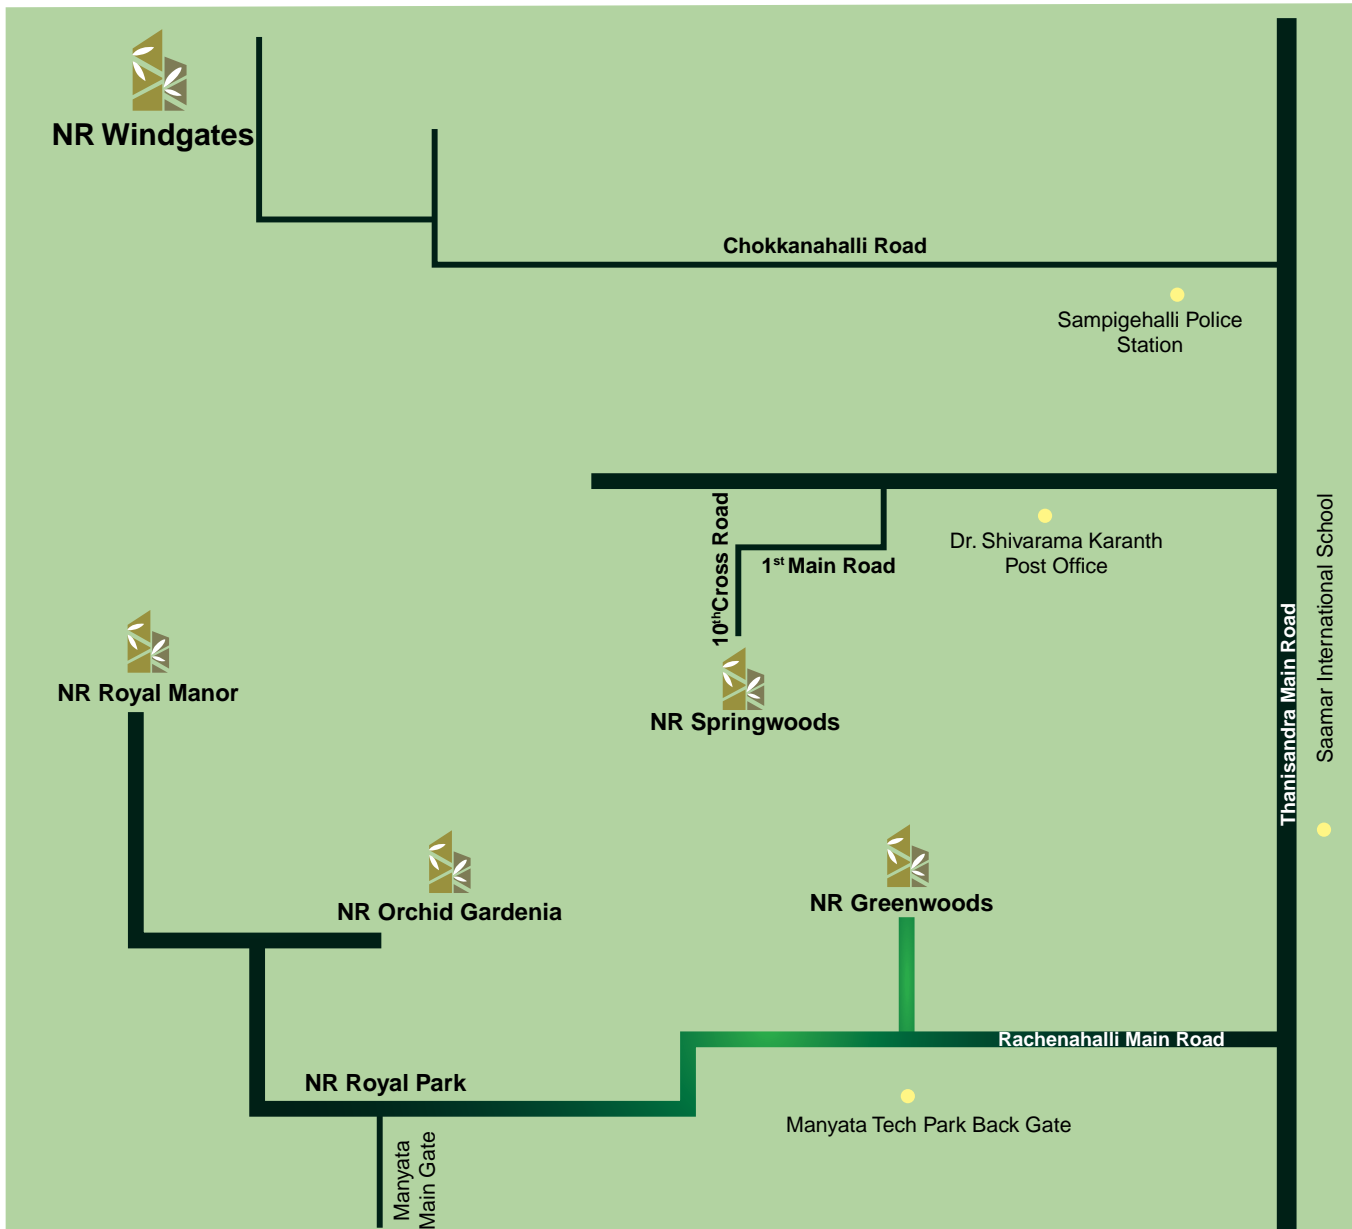 NR Windgates
Chokkanahalli Road
Sampigehalli Police
Station
10thCross Road
1st Main Road
Dr. Shivarama Karanth
Post Office
Saamar International School
Thanisandra Main Road
NR Royal Manor
NR Springwoods
NR Orchid Gardenia
NR Greenwoods
Rachenahalli Main Road
NR Royal Park
Manyata Tech Park Back Gate
Manyata
Main Gate